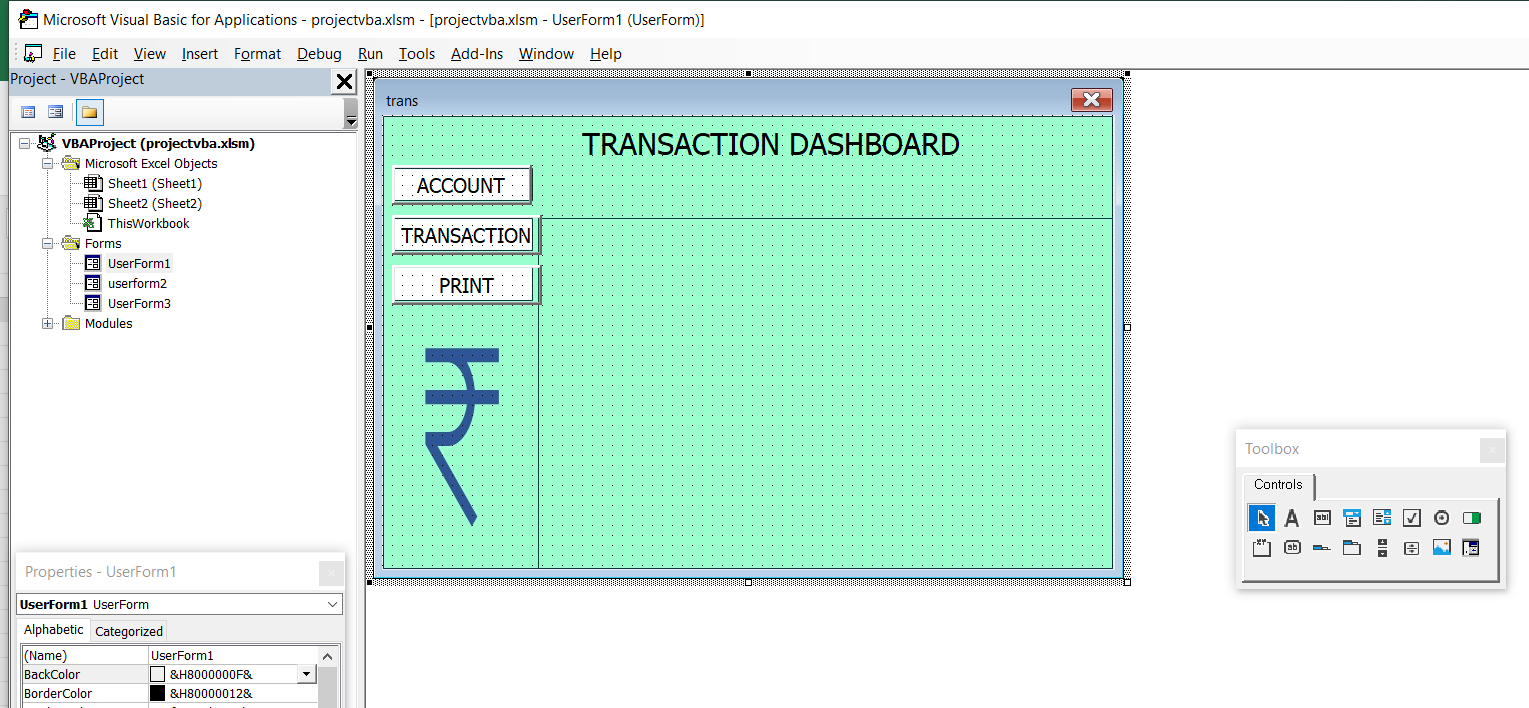 Microsoft Visual Basic for Applications - projectvba.xlsm - [projectvba.xlsm - UserForm1 (UserForm)]
File Edit View Insert Format Debug Run Tools Add-Ins Window Help
Project - VBAProject
VBAProject (projectvba.xlsm)
Microsoft Excel Objects
Sheet1 (Sheet1)
Sheet2 (Sheet2)
ThisWorkbook
Forms
UserForm1
userform2
UserForm3
Modules
Properties - UserForm1
UserForm1 UserForm
Alphabetic Categorized
(Name) UserForm1
BackColor &H8000000F&
BorderColor &H80000012&
trans
TRANSACTION DASHBOARD
ACCOUNT
TRANSACTION
PRINT
₹
Toolbox
Controls
A abl
XY ab